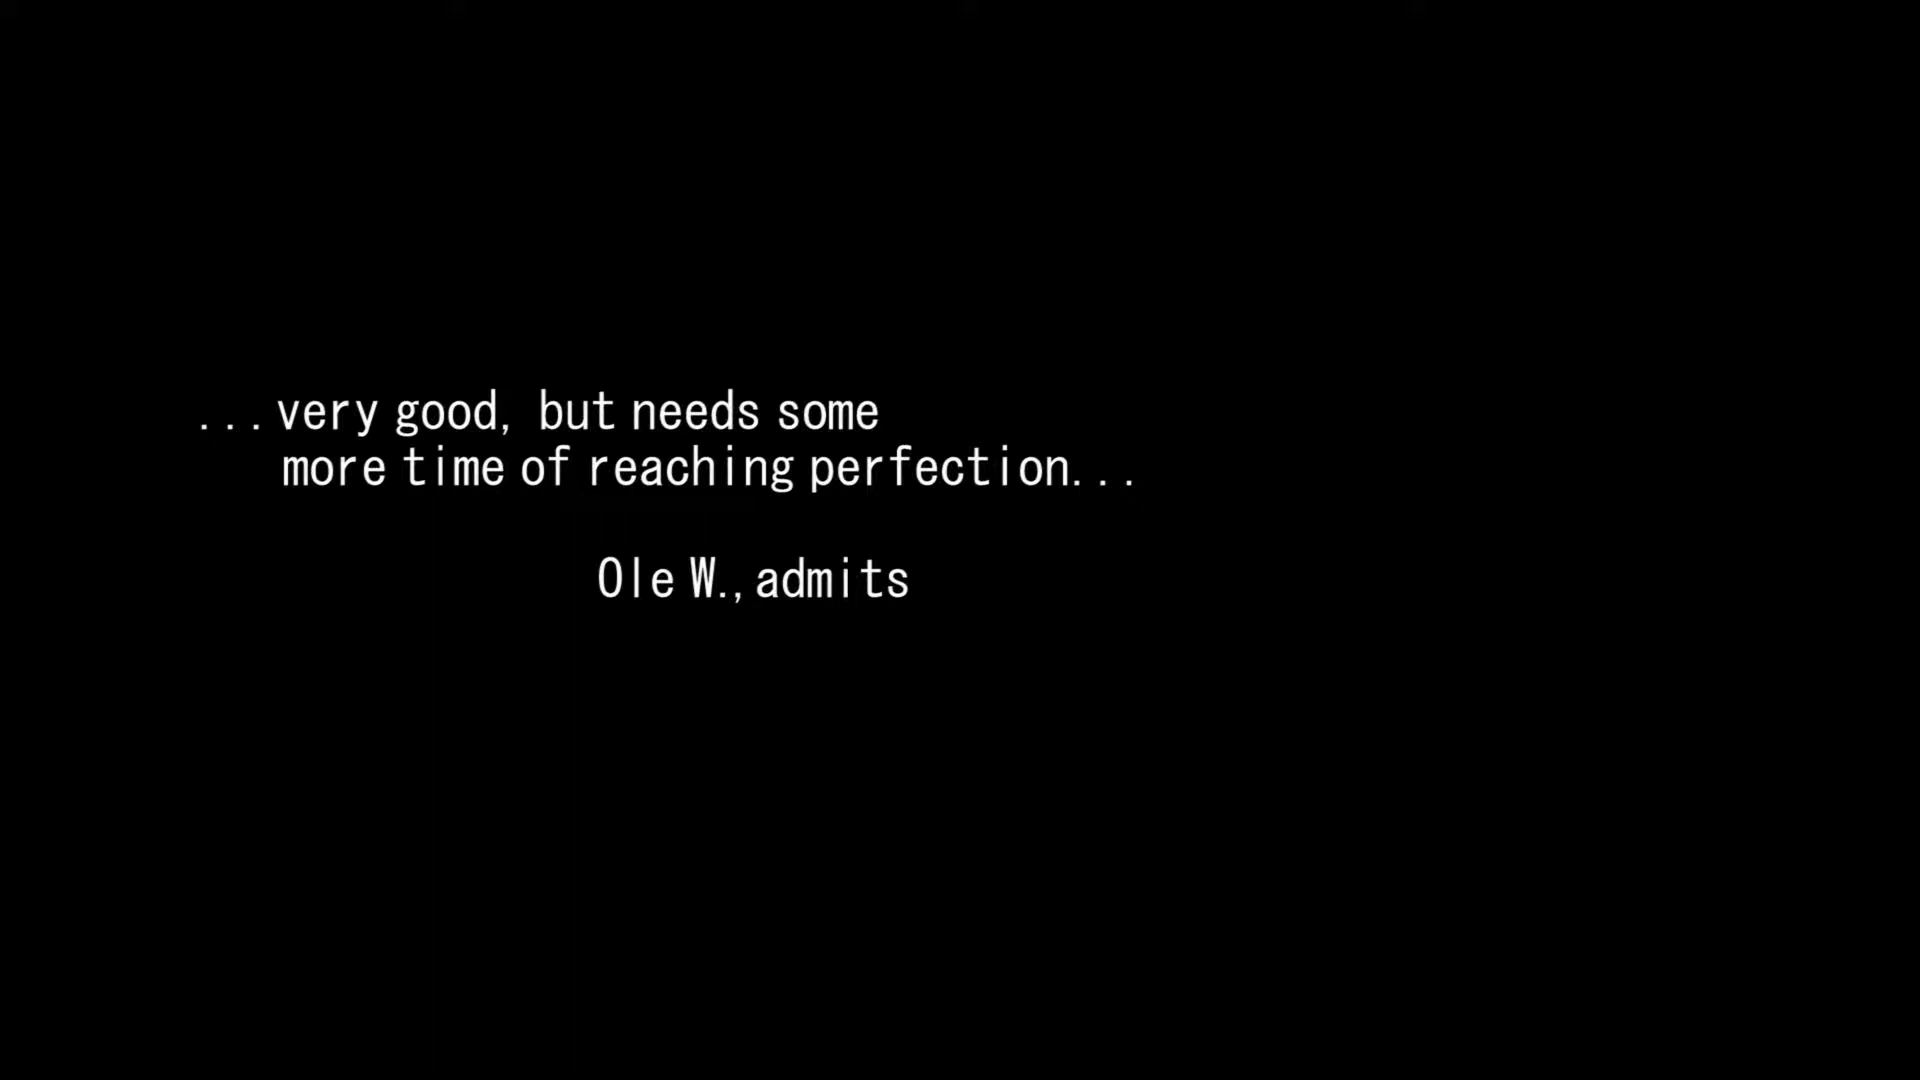 ...very good, but needs some
more time of reaching perfection...
Ole W.,admits